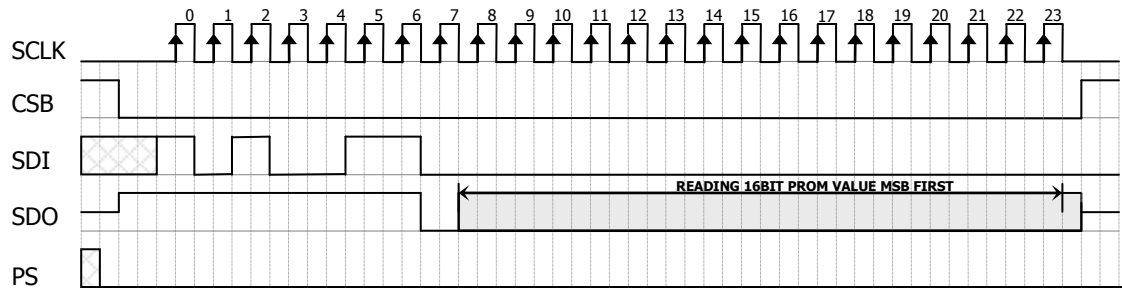 0 1 2 3 4 5 6 7 8 9 10 11 12 13 14 15 16 17 18 19 20 21 22 23
SCLK
CSB
SDI
READING 16BIT PROM VALUE MSB FIRST
SDO
PS